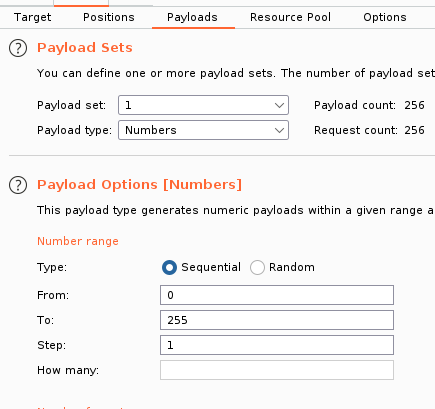 Target Positions Payloads Resource Pool Options
? Payload Sets
You can define one or more payload sets. The number of payload set
Payload set: 1 Payload count: 256
Payload type: Numbers Request count: 256
? Payload Options [Numbers]
This payload type generates numeric payloads within a given range a
Number range
Type: Sequential Random
From: 0
To: 255
Step: 1
How many: